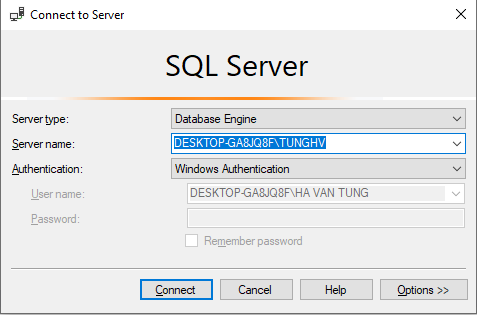 Connect to Server
SQL Server
Server type: Database Engine
Server name: DESKTOP-GA8JQ8F\TUNGHV
Authentication: Windows Authentication
User name: DESKTOP-GA8JQ8F\HA VAN TUNG
Password:
Remember password
Connect Cancel Help Options >>